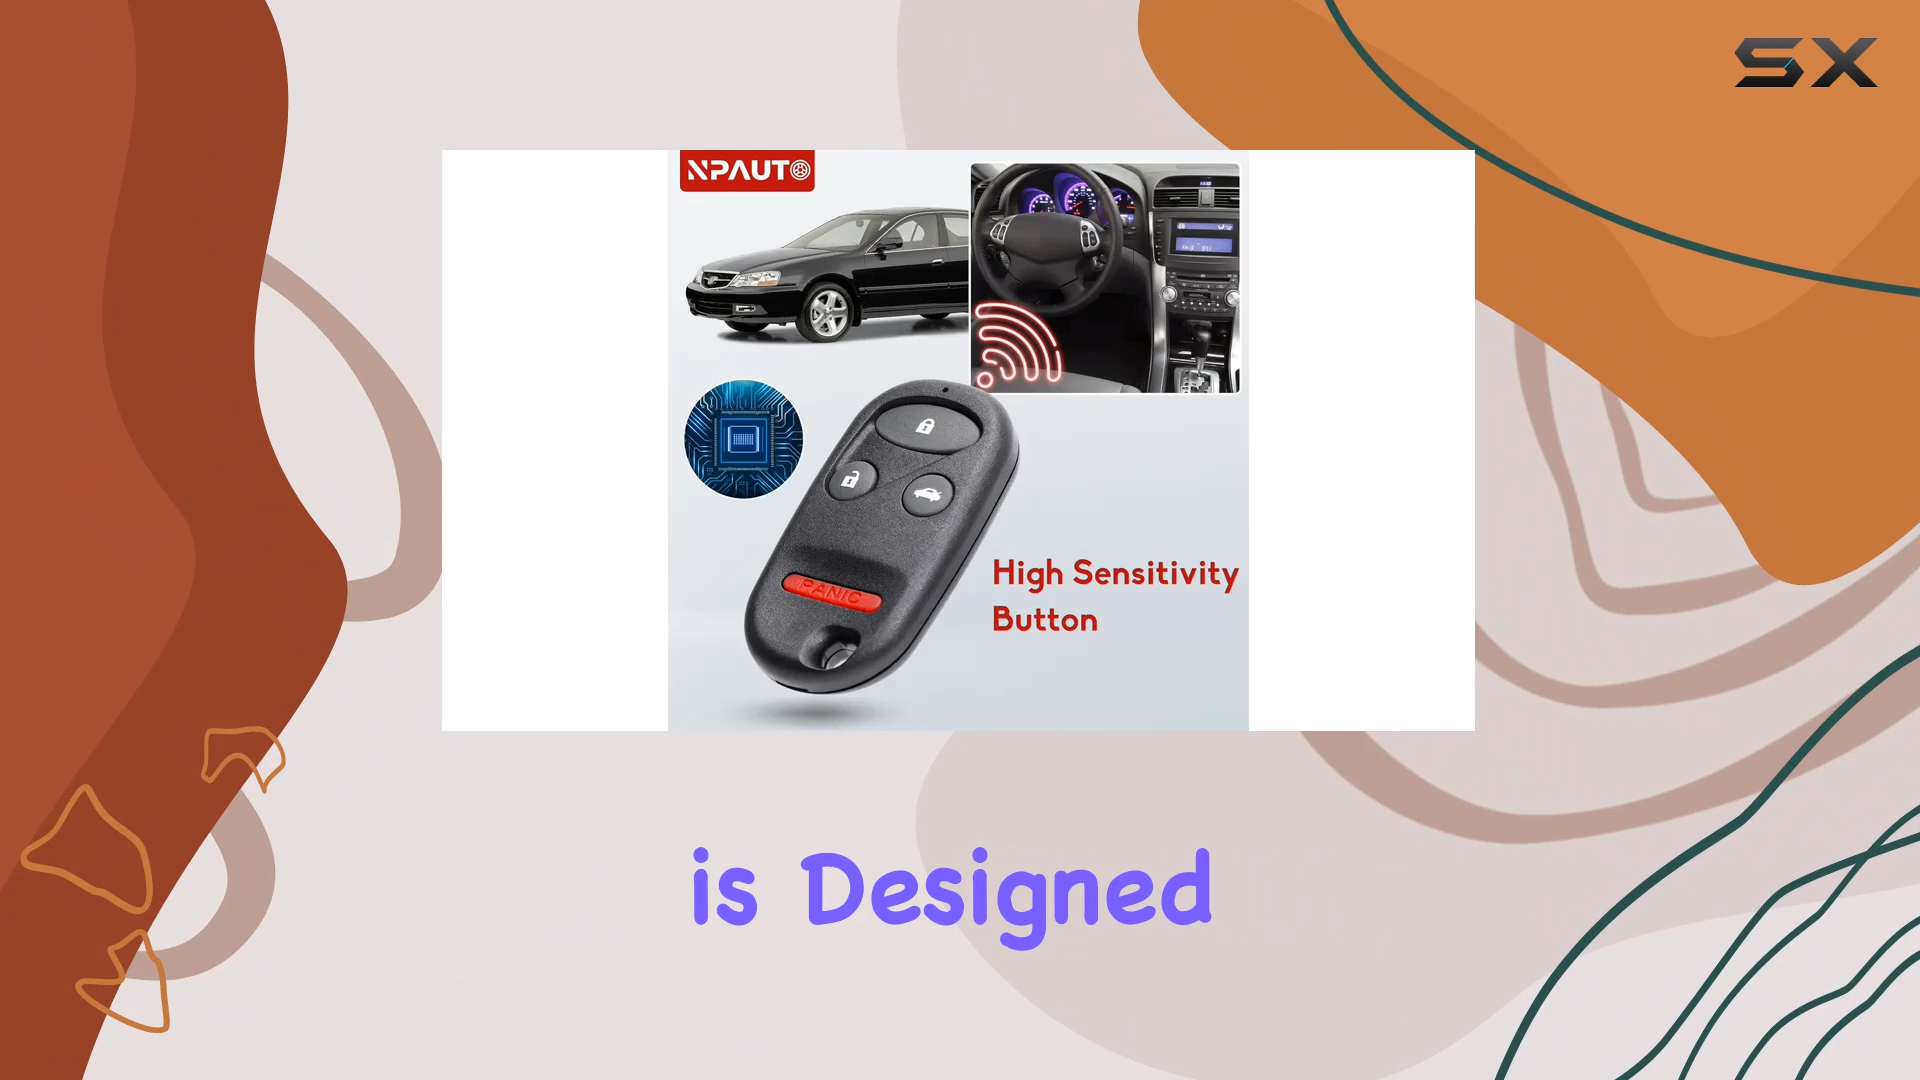 SX
NPAUTO
PANIC
High Sensitivity
Button
is Designed